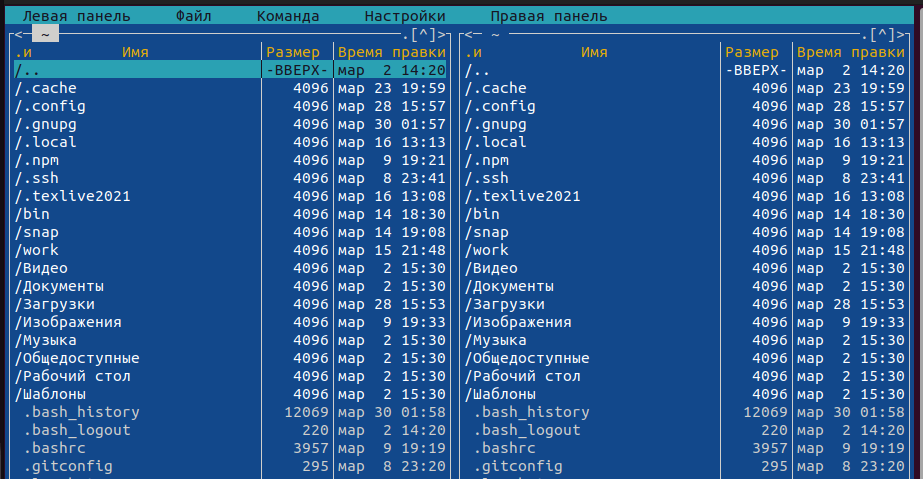 Левая панель Файл Команда Настройки Правая панель
<- ~ .[^]> <- ~ .[^]>
.и Имя Размер Время правки .и Имя Размер Время правки
/.. -ВВЕРХ- мар 2 14:20 /.. -ВВЕРХ- мар 2 14:20
/.cache 4096 мар 23 19:59 /.cache 4096 мар 23 19:59
/.config 4096 мар 28 15:57 /.config 4096 мар 28 15:57
/.gnupg 4096 мар 30 01:57 /.gnupg 4096 мар 30 01:57
/.local 4096 мар 16 13:13 /.local 4096 мар 16 13:13
/.npm 4096 мар 9 19:21 /.npm 4096 мар 9 19:21
/.ssh 4096 мар 8 23:41 /.ssh 4096 мар 8 23:41
/.texlive2021 4096 мар 16 13:08 /.texlive2021 4096 мар 16 13:08
/bin 4096 мар 14 18:30 /bin 4096 мар 14 18:30
/snap 4096 мар 14 19:08 /snap 4096 мар 14 19:08
/work 4096 мар 15 21:48 /work 4096 мар 15 21:48
/Видео 4096 мар 2 15:30 /Видео 4096 мар 2 15:30
/Документы 4096 мар 2 15:30 /Документы 4096 мар 2 15:30
/Загрузки 4096 мар 28 15:53 /Загрузки 4096 мар 28 15:53
/Изображения 4096 мар 9 19:33 /Изображения 4096 мар 9 19:33
/Музыка 4096 мар 2 15:30 /Музыка 4096 мар 2 15:30
/Общедоступные 4096 мар 2 15:30 /Общедоступные 4096 мар 2 15:30
/Рабочий стол 4096 мар 2 15:30 /Рабочий стол 4096 мар 2 15:30
/Шаблоны 4096 мар 2 15:30 /Шаблоны 4096 мар 2 15:30
.bash_history 12069 мар 30 01:58 .bash_history 12069 мар 30 01:58
.bash_logout 220 мар 2 14:20 .bash_logout 220 мар 2 14:20
.bashrc 3957 мар 9 19:19 .bashrc 3957 мар 9 19:19
.gitconfig 295 мар 8 23:20 .gitconfig 295 мар 8 23:20